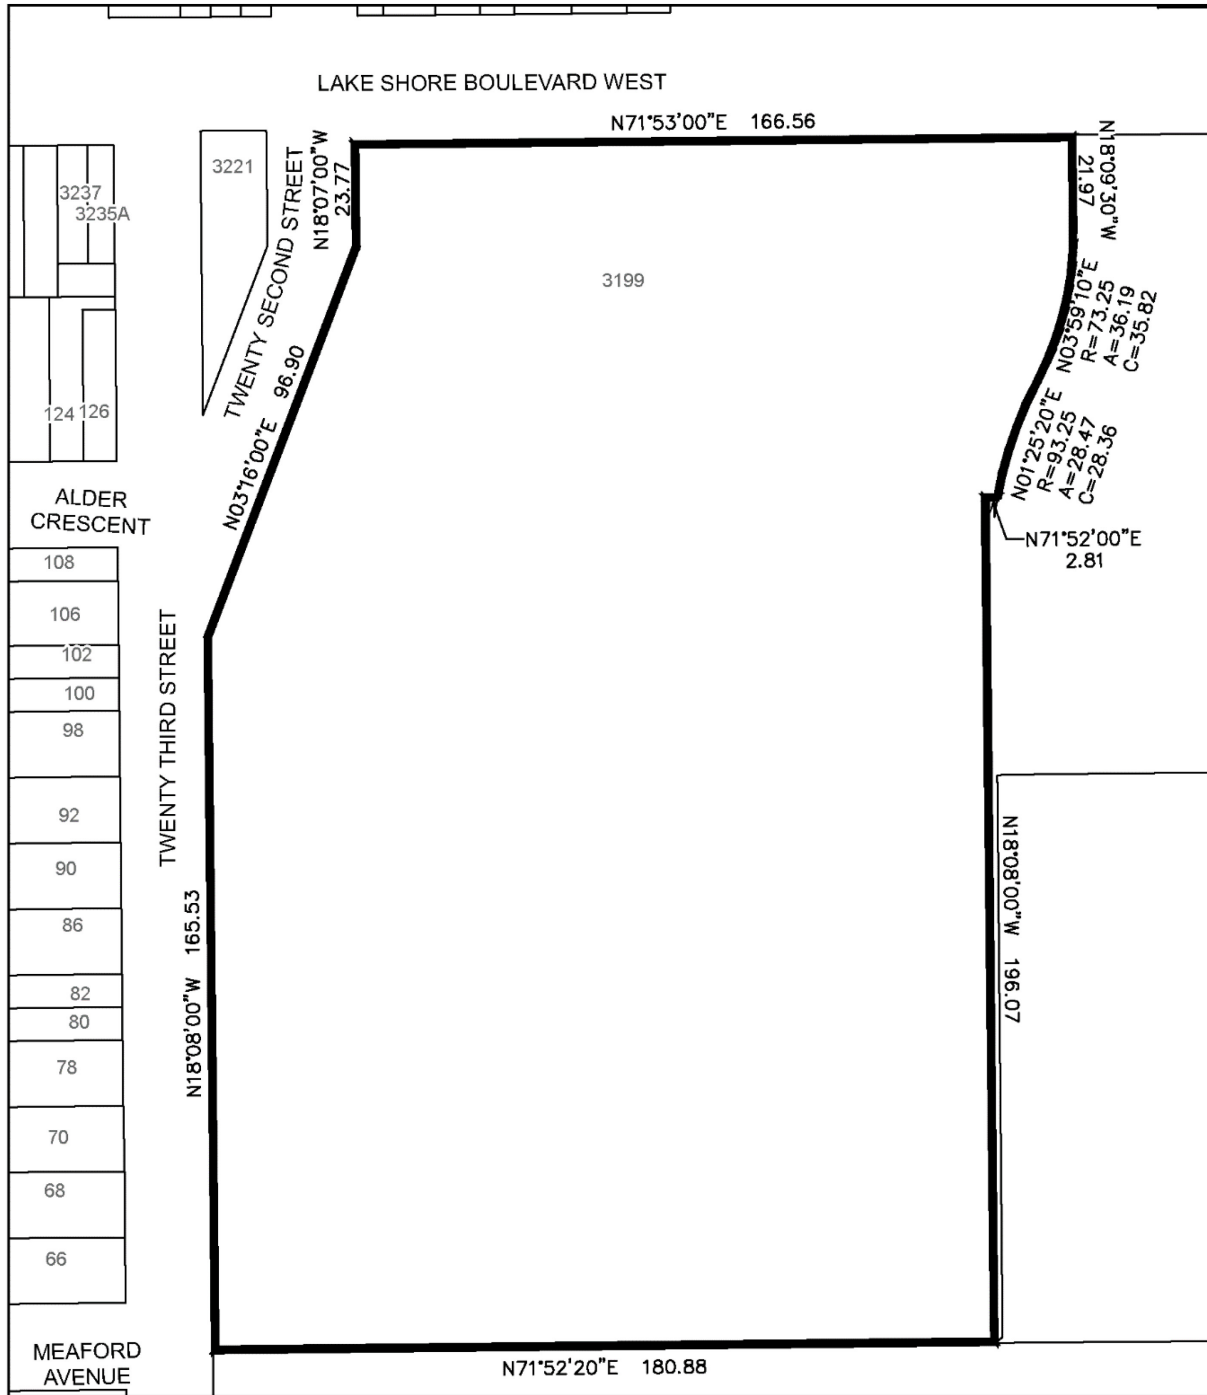 LAKE SHORE BOULEVARD WEST
N71°53'00"E 166.56
N18°07'00"W
23.77
N18°09'30"W
21.97
3221
3237
3235A
TWENTY SECOND STREET
3199
N03°59'10"E
R=73.25
A=36.19
C=35.82
N03°16'00"E 96.90
124
126
N01°25'20"E
R=93.25
A=28.47
C=28.36
ALDER
CRESCENT
N71°52'00"E
2.81
108
106
102
100
98
92
90
86
82
80
78
70
68
66
TWENTY THIRD STREET
N18°08'00"W 165.53
N18°08'00"W 196.07
MEAFORD
AVENUE
N71°52'20"E 180.88